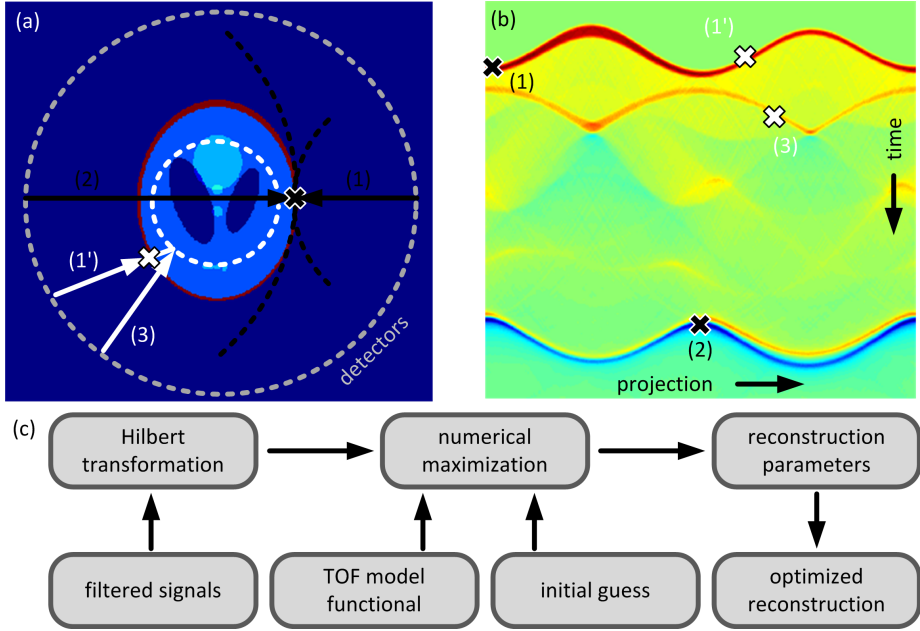 (a)
(2)
(1)
(1')
(3)
detectors
(b)
(1')
(1)
(3)
time
(2)
projection
(c)
Hilbert
transformation
numerical
maximization
reconstruction
parameters
filtered signals
TOF model
functional
initial guess
optimized
reconstruction